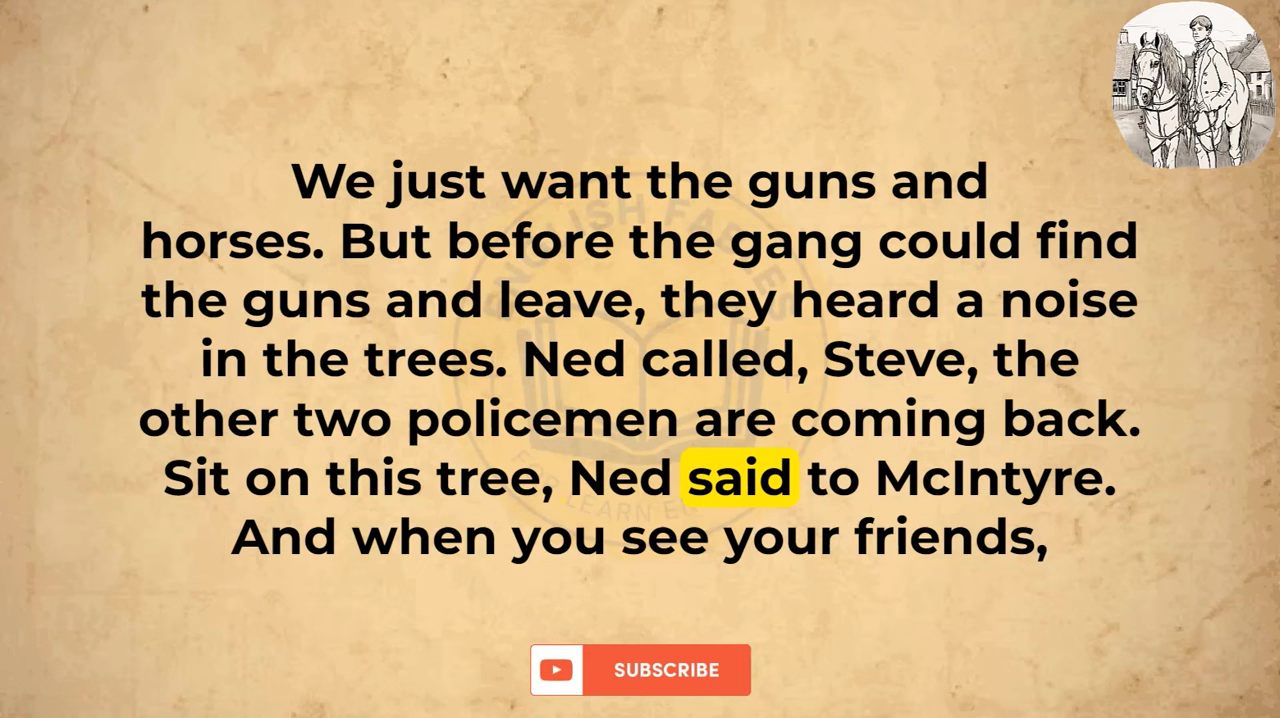 We just want the guns and
horses. But before the gang could find
the guns and leave, they heard a noise
in the trees. Ned called, Steve, the
other two policemen are coming back.
Sit on this tree, Ned said to McIntyre.
And when you see your friends,
SUBSCRIBE